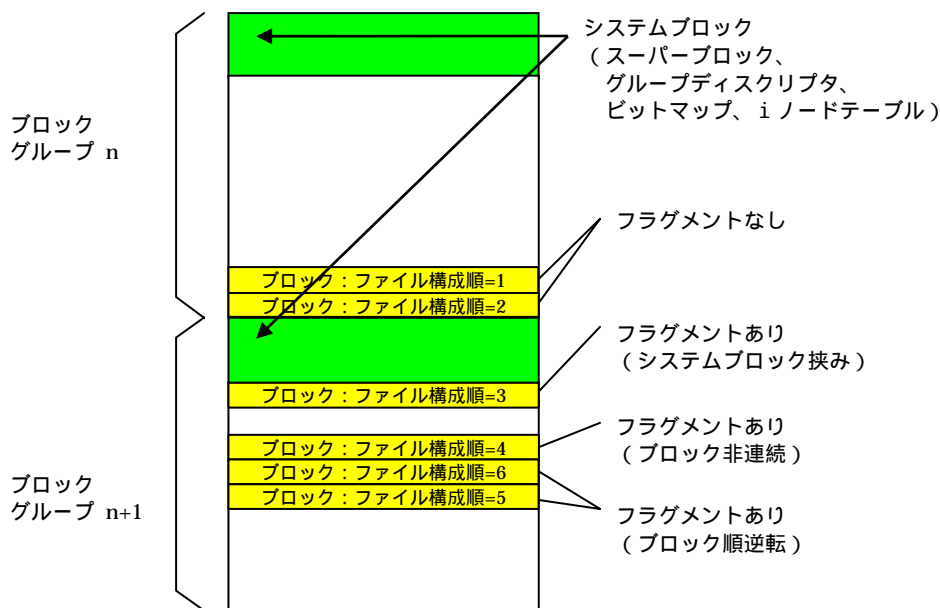 システムブロック
（スーパーブロック、
グループディスクリプタ、
ビットマップ、iノードテーブル）
ブロック
グループ n
フラグメントなし
ブロック：ファイル構成順=1
ブロック：ファイル構成順=2
フラグメントあり
（システムブロック挟み）
ブロック：ファイル構成順=3
フラグメントあり
（ブロック非連続）
ブロック：ファイル構成順=4
ブロック：ファイル構成順=6
ブロック：ファイル構成順=5
ブロック
グループ n+1
フラグメントあり
（ブロック順逆転）